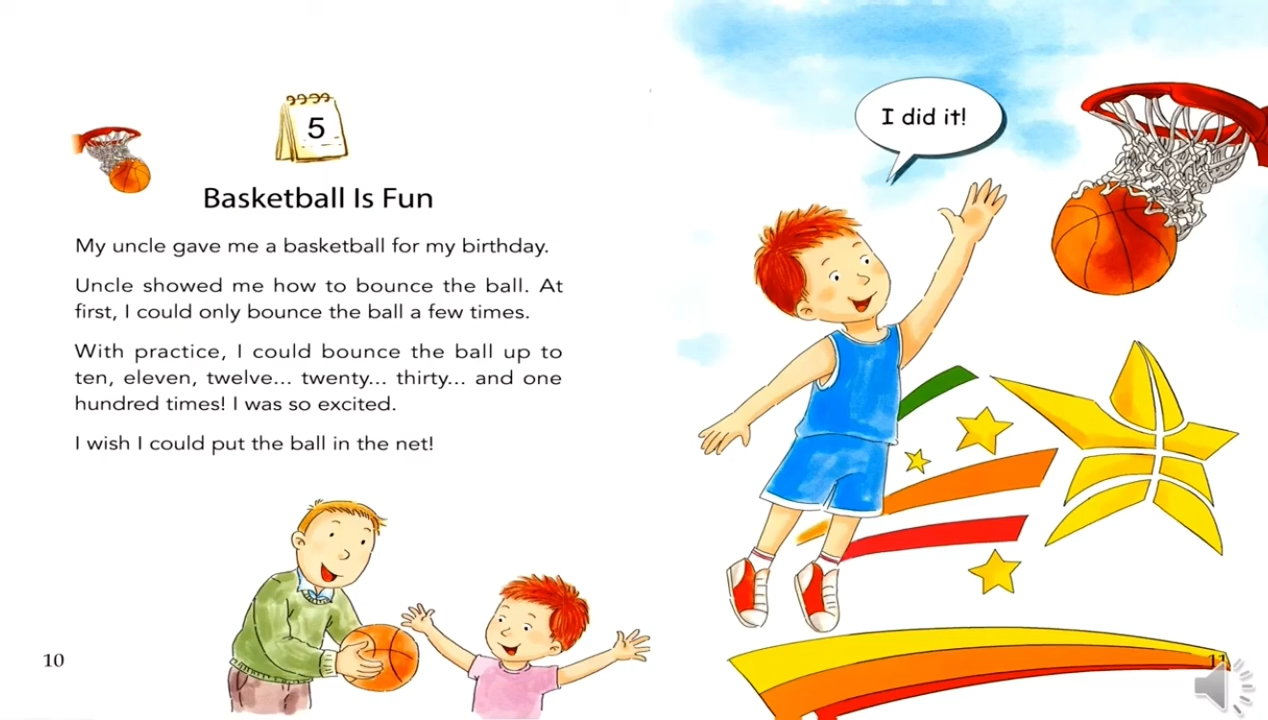 5
Basketball Is Fun
My uncle gave me a basketball for my birthday.
Uncle showed me how to bounce the ball. At
first, I could only bounce the ball a few times.
With practice, I could bounce the ball up to
ten, eleven, twelve... twenty... thirty... and one
hundred times! I was so excited.
I wish I could put the ball in the net!
10
I did it!